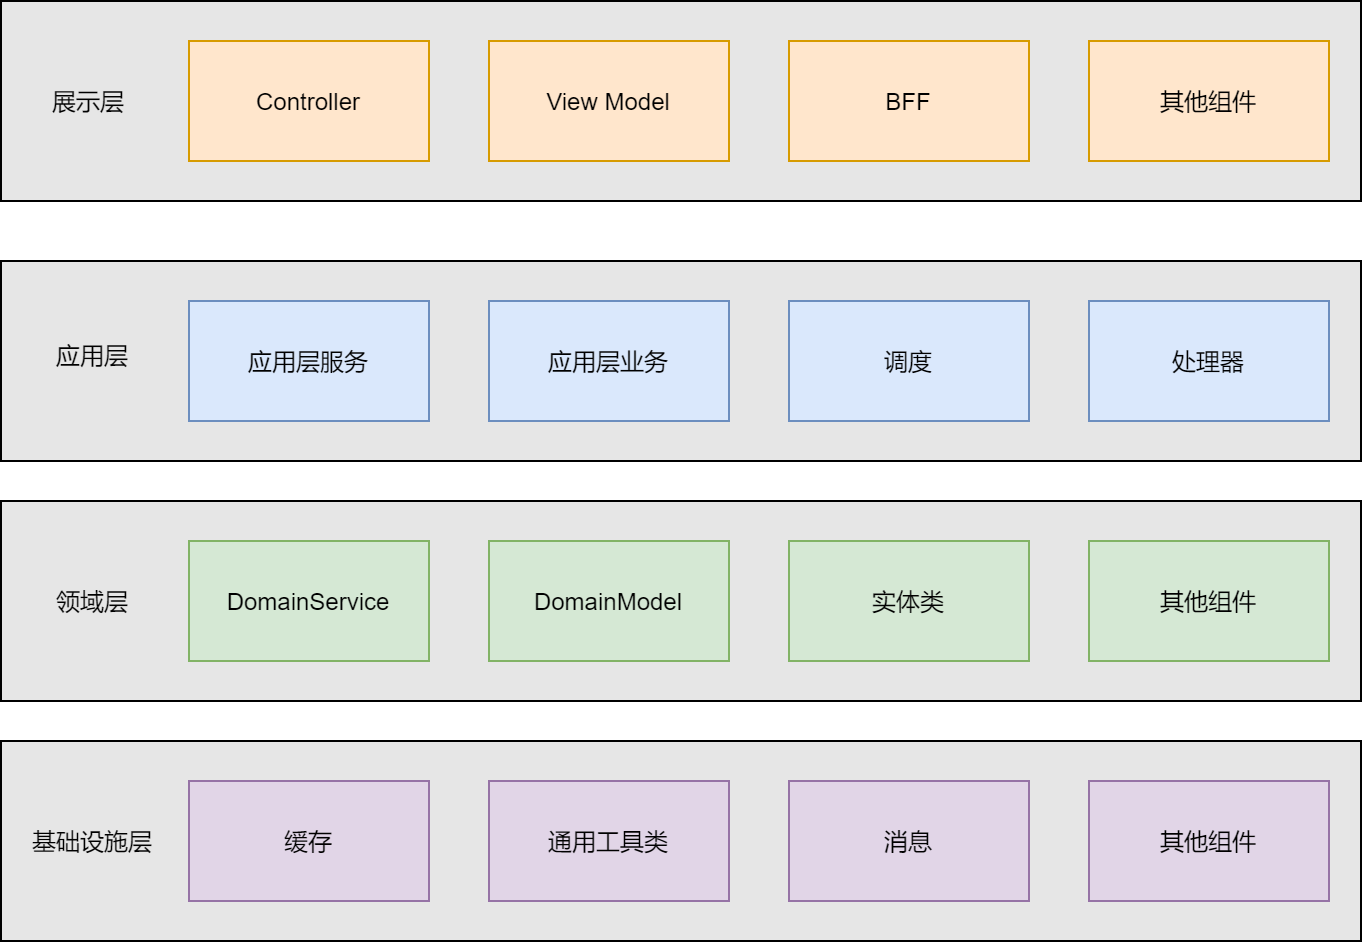 展示层
Controller
View Model
BFF
其他组件
应用层
应用层服务
应用层业务
调度
处理器
领域层
DomainService
DomainModel
实体类
其他组件
基础设施层
缓存
通用工具类
消息
其他组件